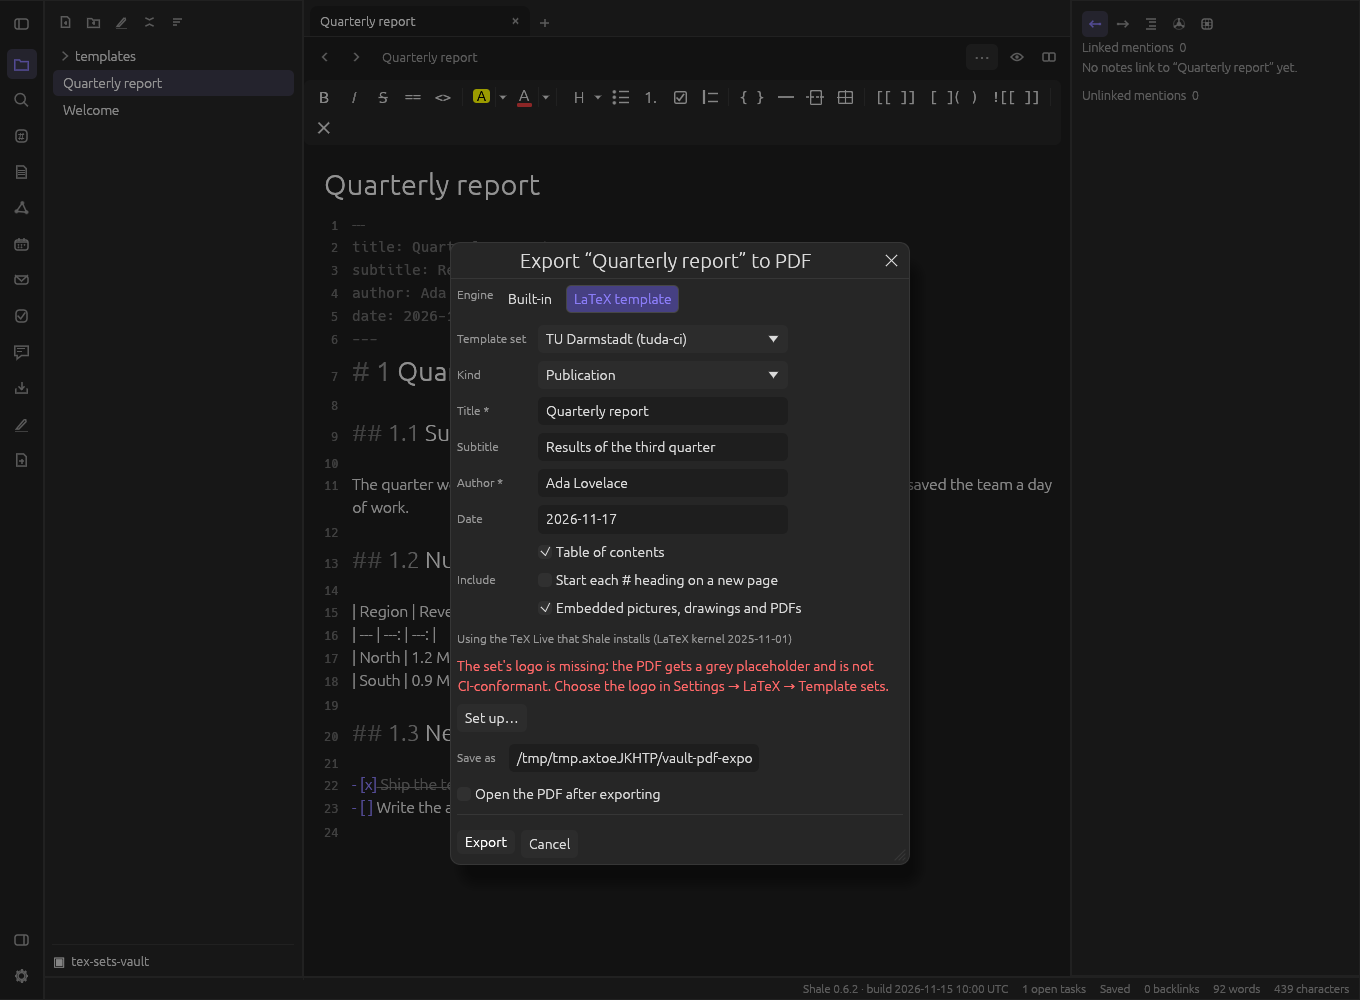 Quarterly report
templates
Quarterly report
Welcome
tex-sets-vault
Quarterly report
B I S == <> A A H 1. { } [[ ]] [ ]( ) ![[ ]]
Quarterly report
1 ---
2 title: Quart
3 subtitle: Re
4 author: Ada
5 date: 2026-1
6 ---
7 # 1 Qua
8
9 ## 1.1 Su
10
11 The quarter w saved the team a day
of work.
12
13 ## 1.2 Nu
14
15 | Region | Reve
16 | --- | ---: | ---: |
17 | North | 1.2 M
18 | South | 0.9 M
19
20 ## 1.3 Ne
21
22 - [x] Ship the te
23 - [ ] Write the a
24
Export “Quarterly report” to PDF
Engine Built-in LaTeX template
Template set TU Darmstadt (tuda-ci)
Kind Publication
Title * Quarterly report
Subtitle Results of the third quarter
Author * Ada Lovelace
Date 2026-11-17
Table of contents
Include Start each # heading on a new page
Embedded pictures, drawings and PDFs
Using the TeX Live that Shale installs (LaTeX kernel 2025-11-01)
The set's logo is missing: the PDF gets a grey placeholder and is not
CI-conformant. Choose the logo in Settings → LaTeX → Template sets.
Set up…
Save as /tmp/tmp.axtoeJKHTP/vault-pdf-expo
Open the PDF after exporting
Export Cancel
Linked mentions 0
No notes link to “Quarterly report” yet.
Unlinked mentions 0
Shale 0.6.2 · build 2026-11-15 10:00 UTC 1 open tasks Saved 0 backlinks 92 words 439 characters